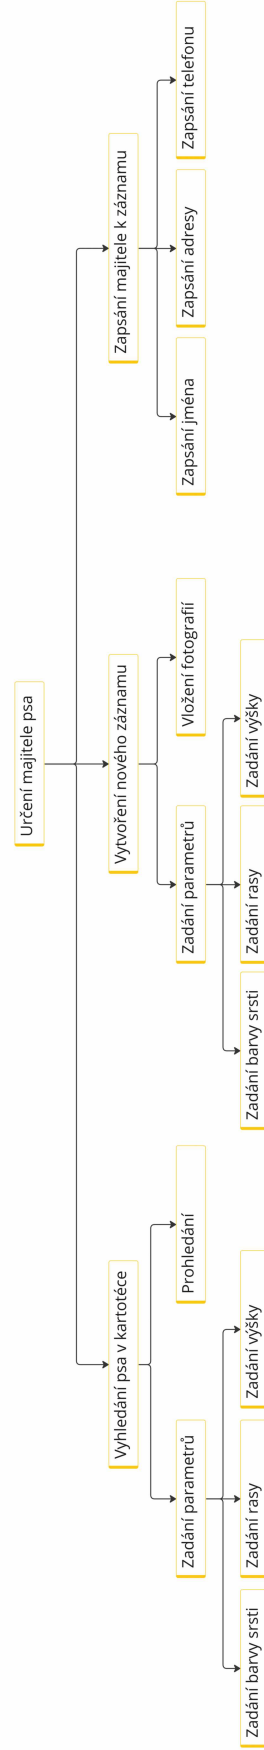 Určení majitele psa
Vyhledání psa v kartotéce
Vytvoření nového záznamu
Zapsání majitele k záznamu
Zadání parametrů
Prohledání
Zadání parametrů
Vložení fotografií
Zapsání jména
Zapsání adresy
Zapsání telefonu
Zadání barvy srsti
Zadání rasy
Zadání výšky
Zadání barvy srsti
Zadání rasy
Zadání výšky